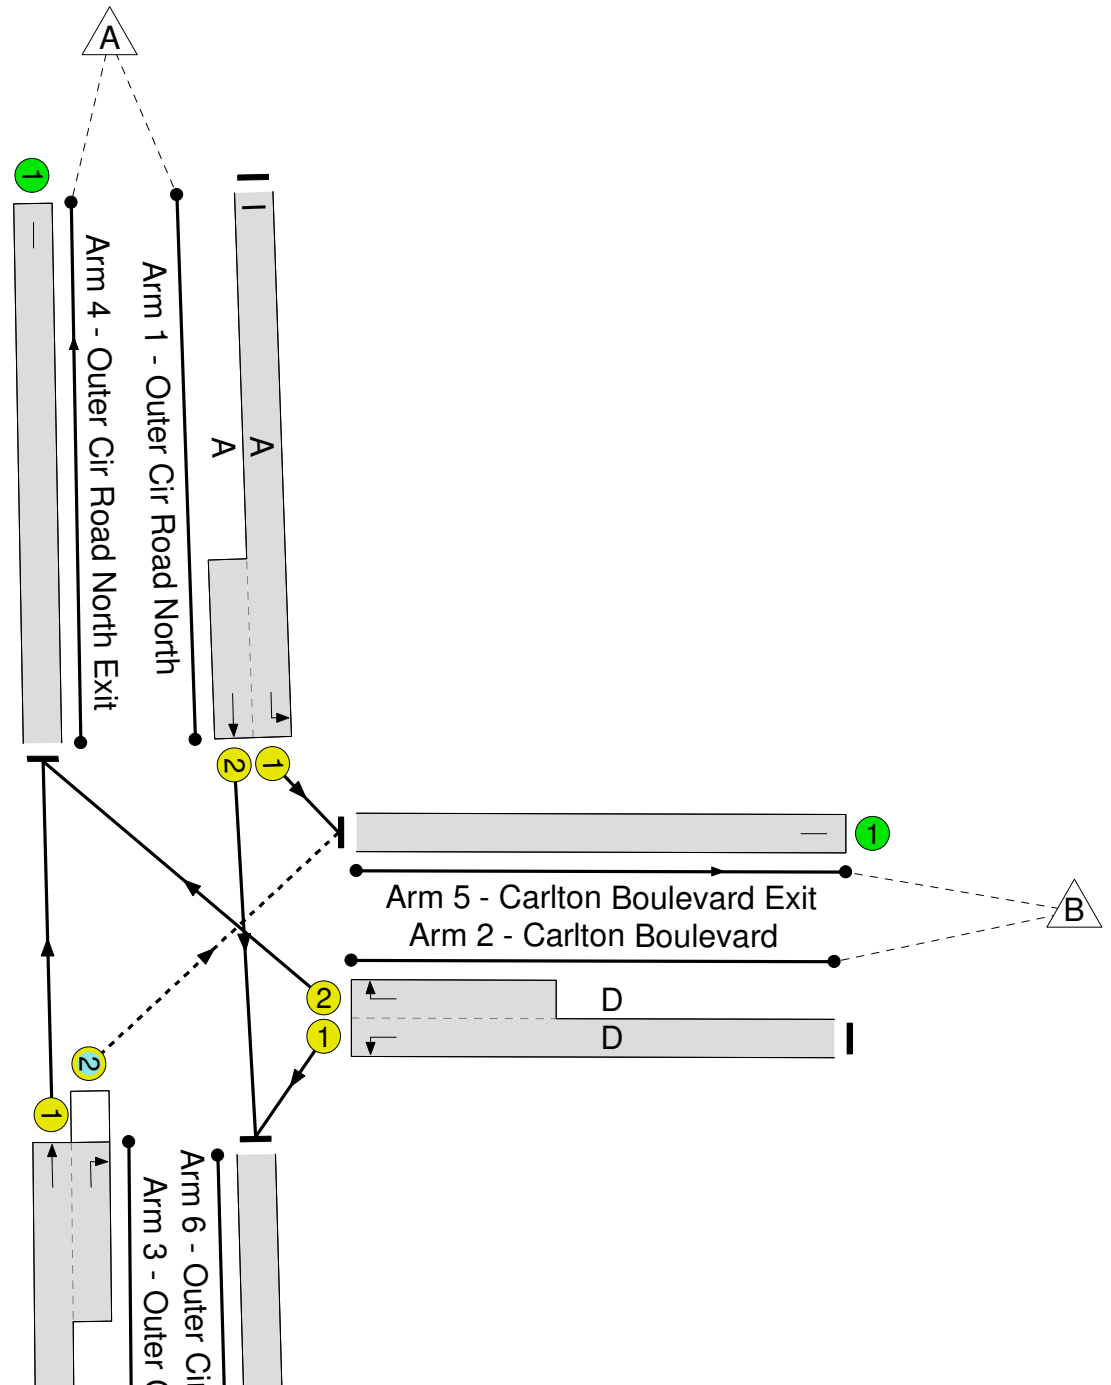 A
1
Arm 4 - Outer Cir Road North Exit
Arm 1 - Outer Cir Road North
A
A
2
1
1
Arm 5 - Carlton Boulevard Exit
Arm 2 - Carlton Boulevard
B
2
D
1
D
2
1
Arm 6 - Outer Cir
Arm 3 - Outer